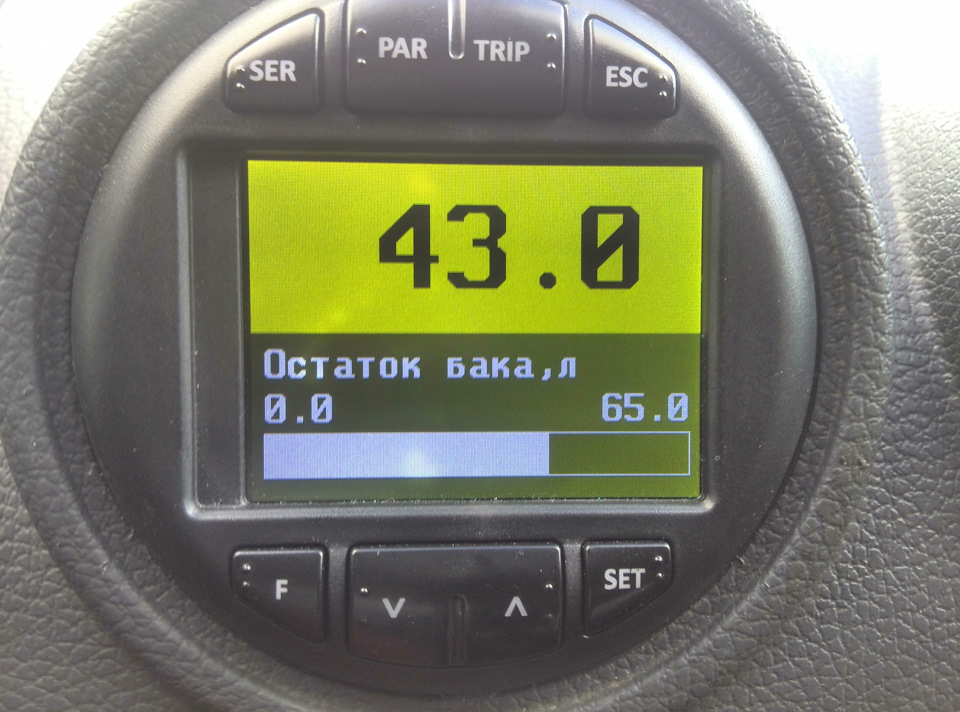 SER PAR TRIP ESC
43.0
Остаток бака,л
0.0 65.0
F V Λ SET